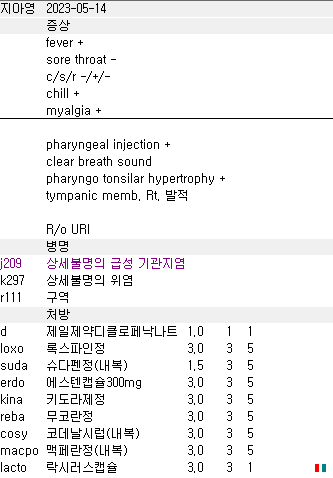 지아영 2023-05-14
증상
fever +
sore throat -
c/s/r -/+/-
chill +
myalgia +
pharyngeal injection +
clear breath sound
pharyngo tonsilar hypertrophy +
tympanic memb, Rt, 발적
R/o URI
병명
j209 상세불명의 급성 기관지염
k297 상세불명의 위염
r111 구역
처방
d 제일제약디클로페낙나트 1.0 1 1
loxo 록스파인정 3.0 3 5
suda 슈다펜정(내복) 1.5 3 5
erdo 에스텐캡슐300mg 3.0 3 5
kina 키도라제정 3.0 3 5
reba 무코란정 3.0 3 5
cosy 코데날시럽(내복) 3.0 3 5
macpo 맥페란정(내복) 3.0 3 5
lacto 락시러스캡슐 3.0 3 1